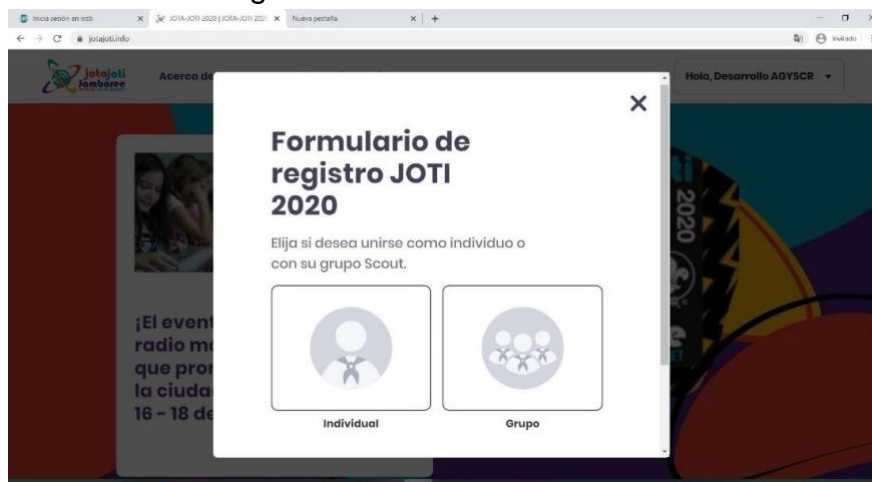 Inicia sesión en web
JOTA-JOTI 2020 | JOTA-JOTI 202
Nueva pestaña
jotajoti.info
Invitado
jotajoti
Jamboree
Acerca de
Hola, Desarrollo AGYSCR
Formulario de
registro JOTI
2020
Elija si desea unirse como individuo o
con su grupo Scout.
Individual
Grupo
¡El event
radio m
que pro
la ciuda
16 - 18 de
2020